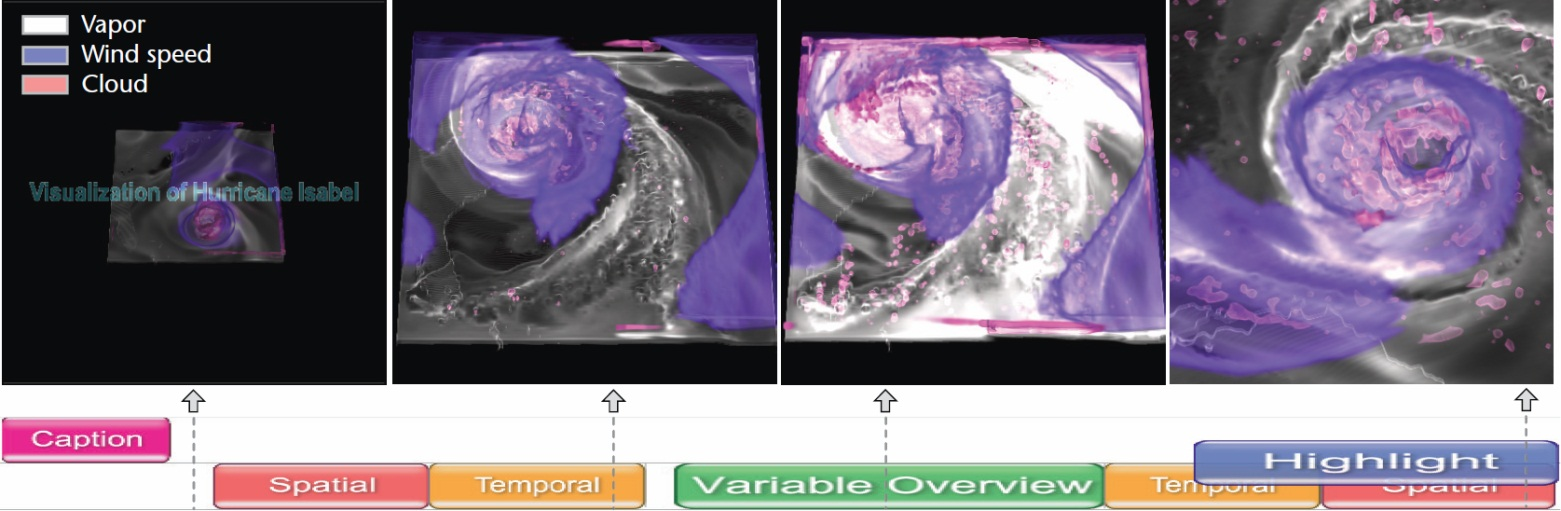 Vapor
Wind speed
Cloud
Visualization of Hurricane Isabel
Caption
Highlight
Spatial
Temporal
Variable Overview
Temporal
Spatial